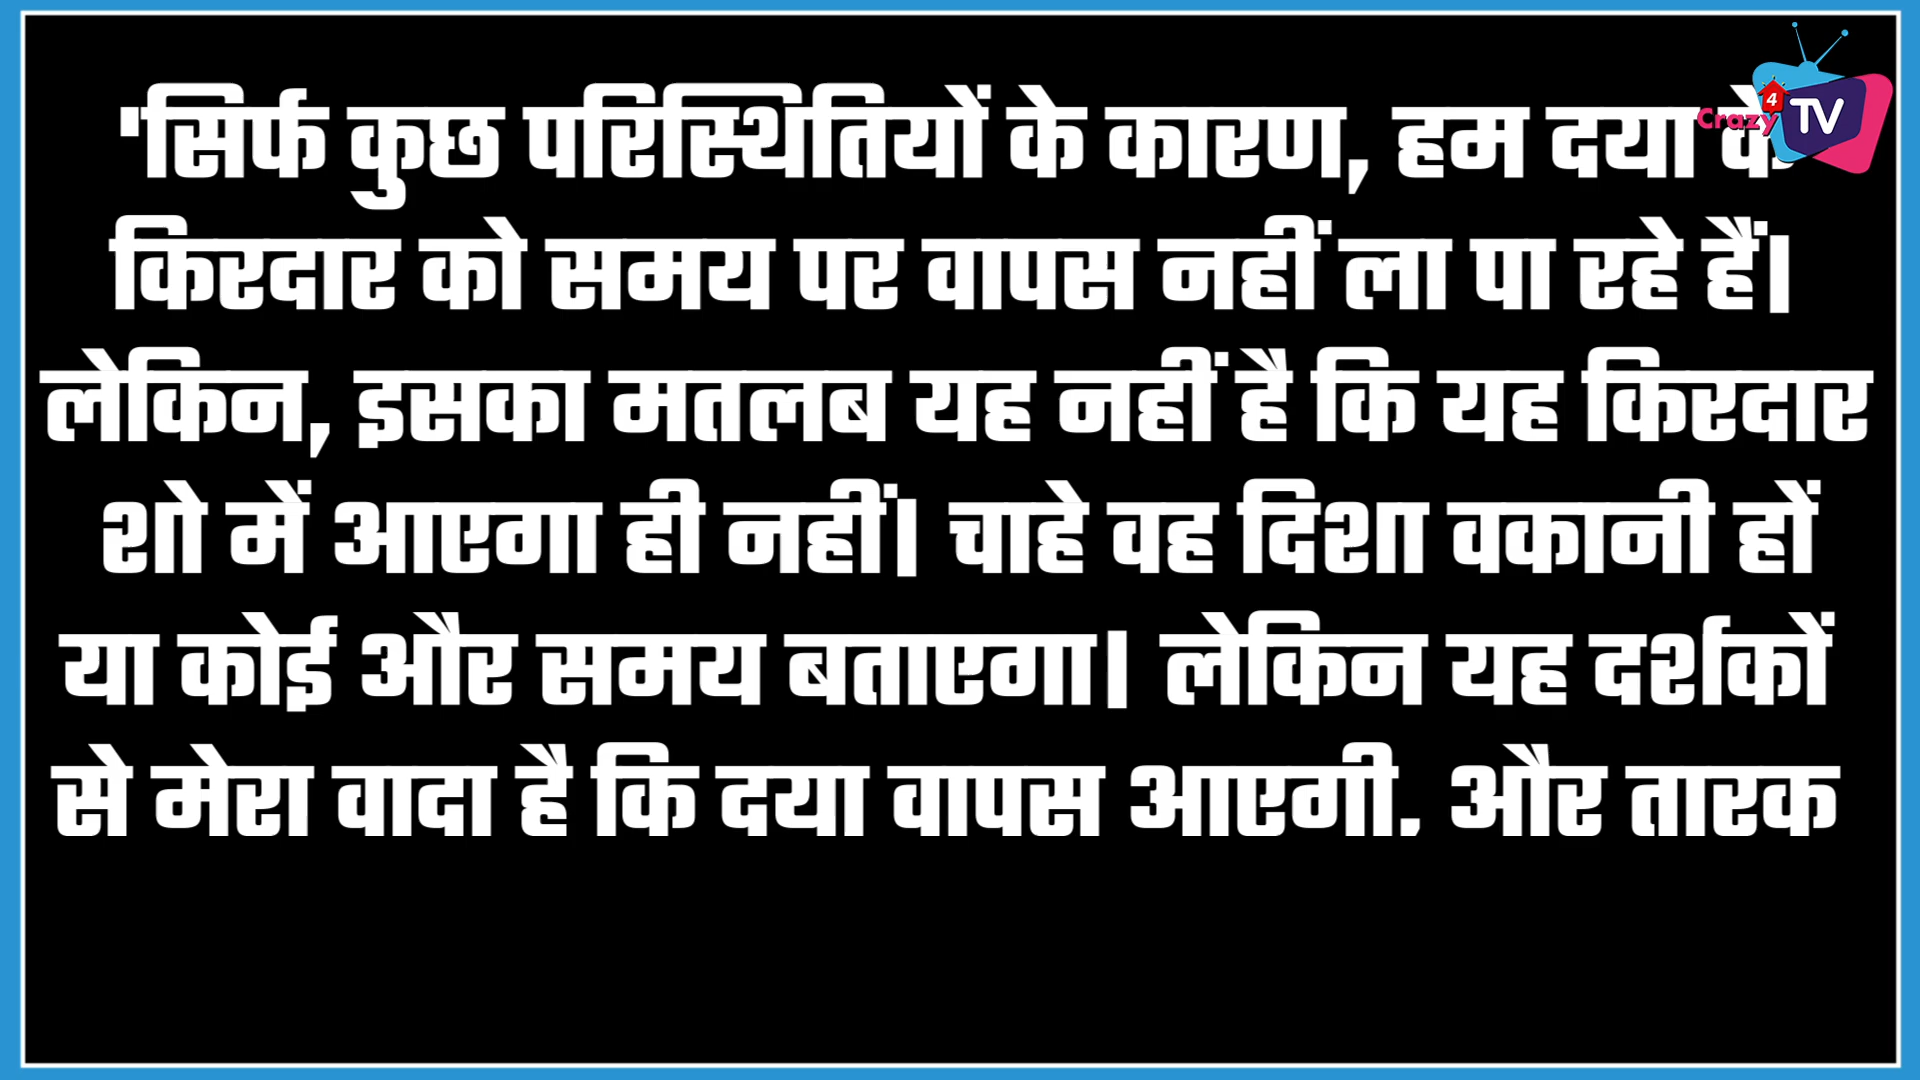 'सिर्फ कुछ परिस्थितियों के कारण, हम दया के
किरदार को समय पर वापस नहीं ला पा रहे हैं।
लेकिन, इसका मतलब यह नहीं है कि यह किरदार
शो में आएगा ही नहीं। चाहे वह दिशा वकानी हों
या कोई और समय बताएगा। लेकिन यह दर्शकों
से मेरा वादा है कि दया वापस आएगी. और तारक
Crazy 4 TV